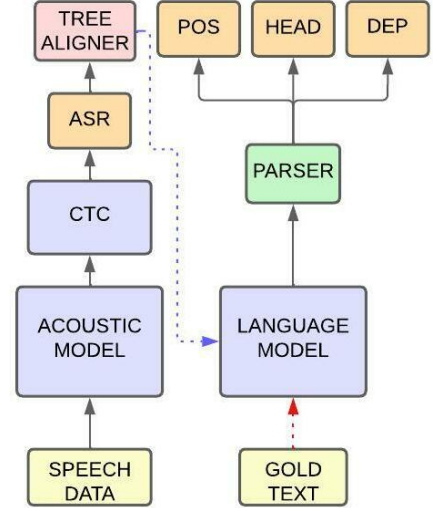 TREE
ALIGNER
POS
HEAD
DEP
ASR
PARSER
CTC
ACOUSTIC
MODEL
LANGUAGE
MODEL
SPEECH
DATA
GOLD
TEXT